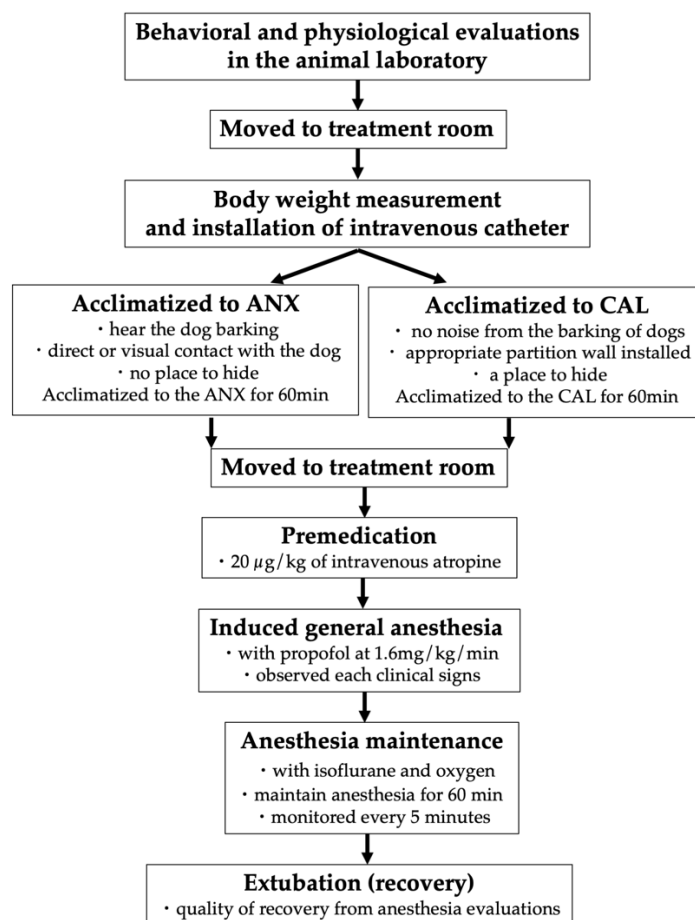 Behavioral and physiological evaluations
in the animal laboratory
Moved to treatment room
Body weight measurement
and installation of intravenous catheter
Acclimatized to ANX
・hear the dog barking
・direct or visual contact with the dog
・no place to hide
Acclimatized to the ANX for 60min
Acclimatized to CAL
・no noise from the barking of dogs
・appropriate partition wall installed
・a place to hide
Acclimatized to the CAL for 60min
Moved to treatment room
Premedication
・20 µg/kg of intravenous atropine
Induced general anesthesia
・with propofol at 1.6mg/kg/min
・observed each clinical signs
Anesthesia maintenance
・with isoflurane and oxygen
・maintain anesthesia for 60 min
・monitored every 5 minutes
Extubation (recovery)
・quality of recovery from anesthesia evaluations